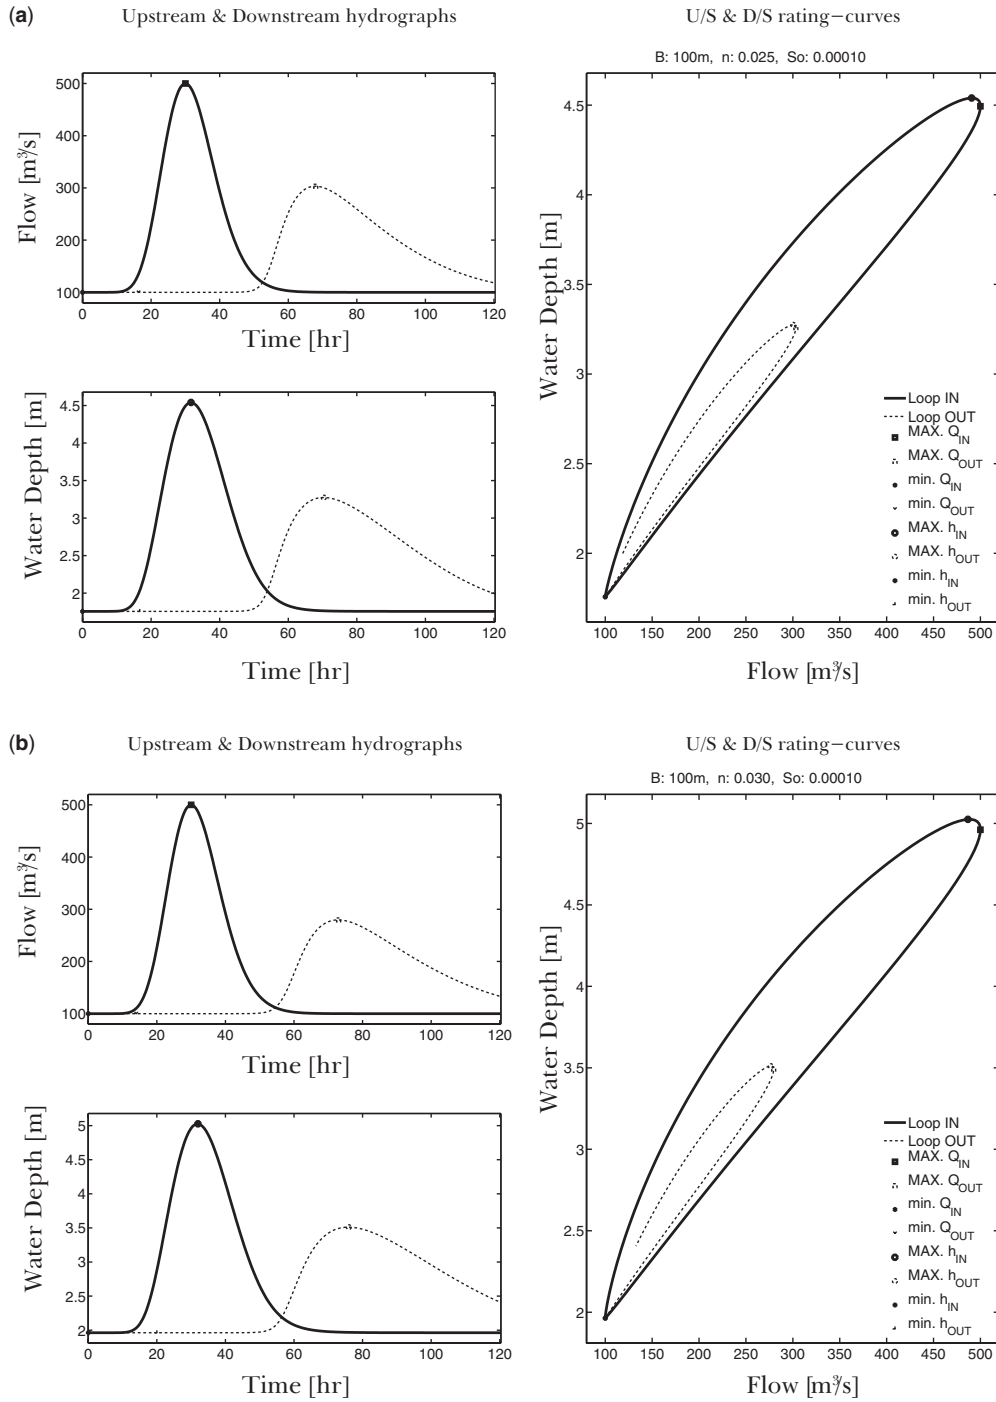 (a)
Upstream & Downstream hydrographs
U/S & D/S rating−curves
B: 100m, n: 0.025, So: 0.00010
Flow [m³/s]
500
400
300
200
100
0 20 40 60 80 100 120
Time [hr]
Water Depth [m]
4.5
4
3.5
3
2.5
2
0 20 40 60 80 100 120
Time [hr]
Water Depth [m]
4.5
4
3.5
3
2.5
2
Loop IN
Loop OUT
MAX. Q_IN
MAX. Q_OUT
min. Q_IN
min. Q_OUT
MAX. h_IN
MAX. h_OUT
min. h_IN
min. h_OUT
100 150 200 250 300 350 400 450 500
Flow [m³/s]
(b)
Upstream & Downstream hydrographs
U/S & D/S rating−curves
B: 100m, n: 0.030, So: 0.00010
Flow [m³/s]
500
400
300
200
100
0 20 40 60 80 100 120
Time [hr]
Water Depth [m]
5
4.5
4
3.5
3
2.5
2
0 20 40 60 80 100 120
Time [hr]
Water Depth [m]
5
4.5
4
3.5
3
2.5
2
Loop IN
Loop OUT
MAX. Q_IN
MAX. Q_OUT
min. Q_IN
min. Q_OUT
MAX. h_IN
MAX. h_OUT
min. h_IN
min. h_OUT
100 150 200 250 300 350 400 450 500
Flow [m³/s]